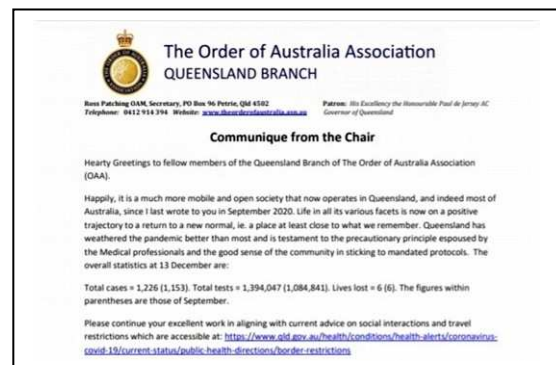 The Order of Australia Association
QUEENSLAND BRANCH
Ross Patching OAM, Secretary, PO Box 96 Petrie, Qld 4502
Patron: His Excellency the Honourable Paul de Jersey AC
Telephone: 0412 914 394 Website: www.theorderofaustralia.asn.au
Governor of Queensland
Communique from the Chair
Hearty Greetings to fellow members of the Queensland Branch of The Order of Australia Association
(OAA).
Happily, it is a much more mobile and open society that now operates in Queensland, and indeed most of
Australia, since I last wrote to you in September 2020. Life in all its various facets is now on a positive
trajectory to a return to a new normal, ie. a place at least close to what we remember. Queensland has
weathered the pandemic better than most and is testament to the precautionary principle espoused by
the Medical professionals and the good sense of the community in sticking to mandated protocols. The
overall statistics at 13 December are:
Total cases = 1,226 (1,153). Total tests = 1,394,047 (1,084,841). Lives lost = 6 (6). The figures within
parentheses are those of September.
Please continue your excellent work in aligning with current advice on social interactions and travel
restrictions which are accessible at: https://www.qld.gov.au/health/conditions/health-alerts/coronavirus-
covid-19/current-status/public-health-directions/border-restrictions